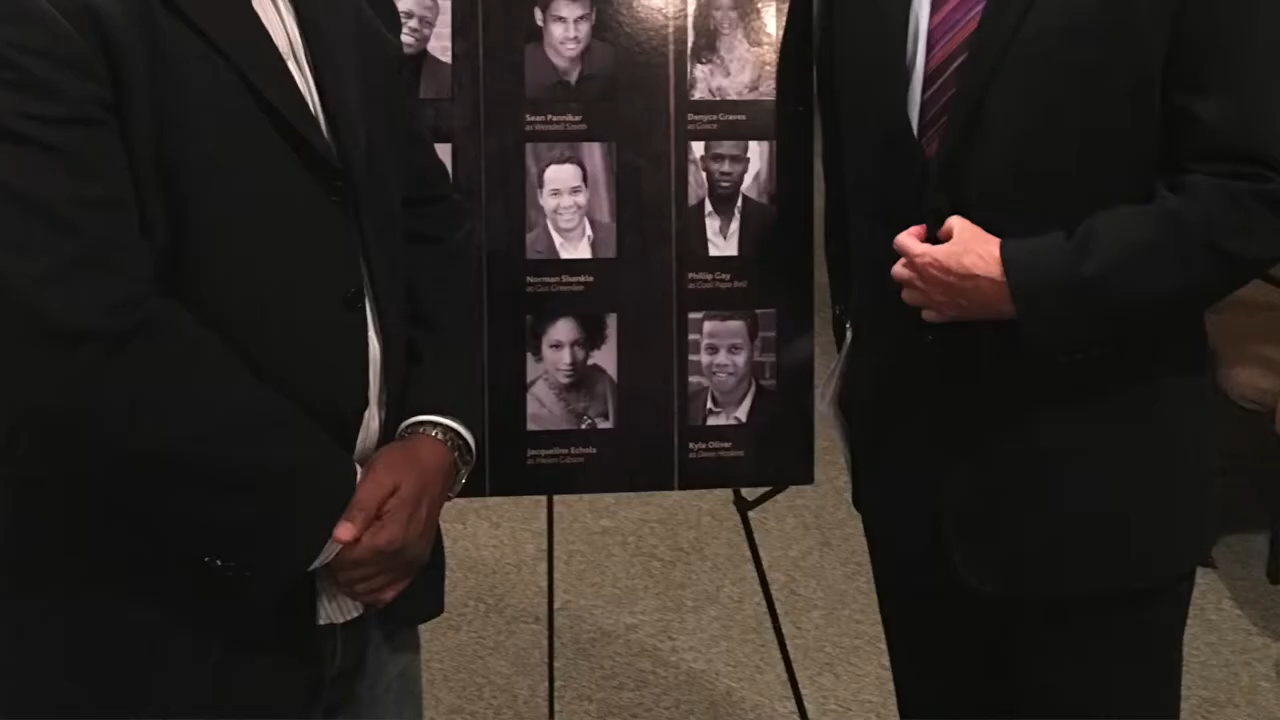 Sean Pannikar
as Wendell Smith
Denyce Graves
as Grace
Norman Shankle
as Gus Greenlee
Phillip Gay
as Cool Papa Bell
Jacqueline Echols
as Helen Gibson
Kyle Oliver
as Dave Hoskins